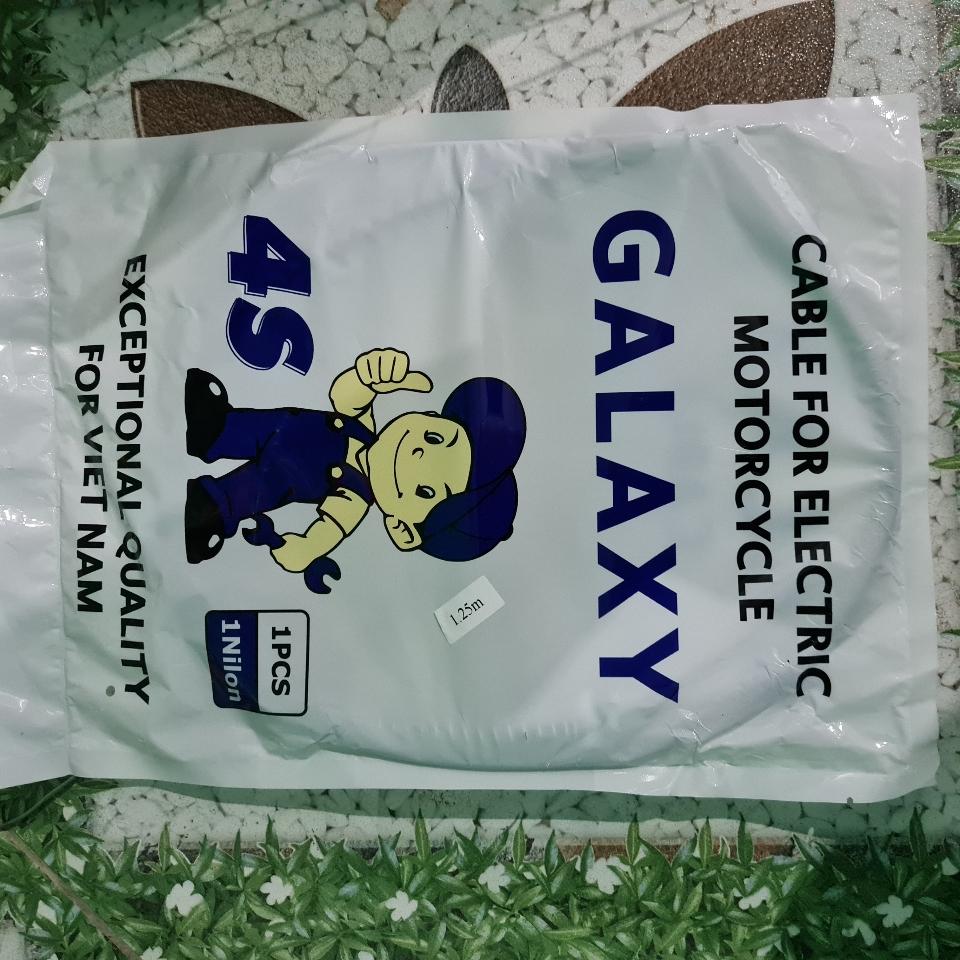 CABLE FOR ELECTRIC
MOTORCYCLE
GALAXY
1.25m
4S
1PCS
1Nilon
EXCEPTIONAL QUALITY
FOR VIET NAM